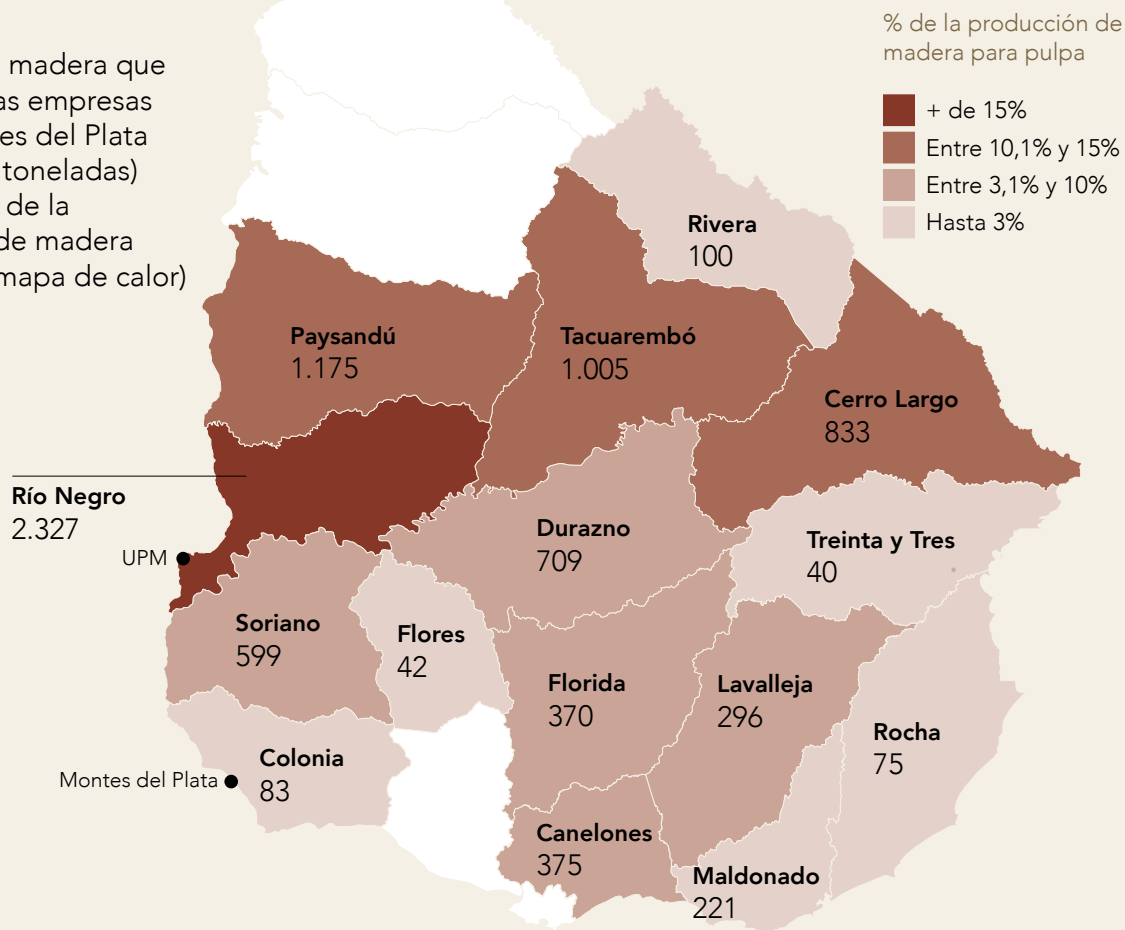 madera que
as empresas
es del Plata
toneladas)
de la
de madera
mapa de calor)
% de la producción de
madera para pulpa
+ de 15%
Entre 10,1% y 15%
Entre 3,1% y 10%
Hasta 3%
Rivera
100
Paysandú
1.175
Tacuarembó
1.005
Cerro Largo
833
Río Negro
2.327
UPM
Durazno
709
Treinta y Tres
40
Soriano
599
Flores
42
Florida
370
Lavalleja
296
Rocha
75
Colonia
83
Montes del Plata
Canelones
375
Maldonado
221